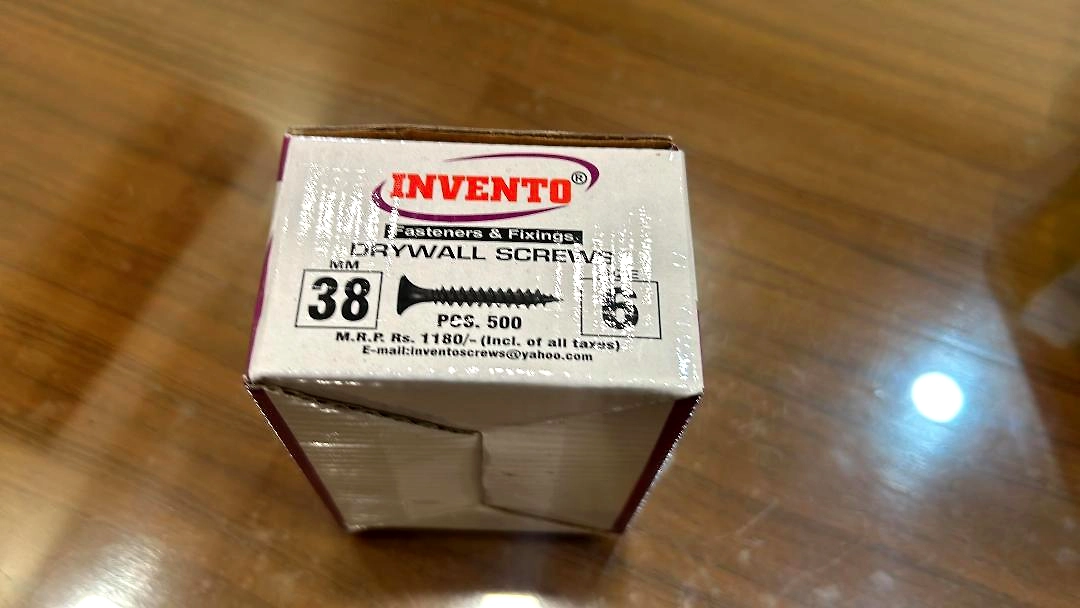 INVENTO®
Fasteners & Fixings.
DRYWALL SCREWS
MM
38
PCS. 500
M.R.P. Rs. 1180/- (Incl. of all taxes)
E-mail:inventoscrews@yahoo.com